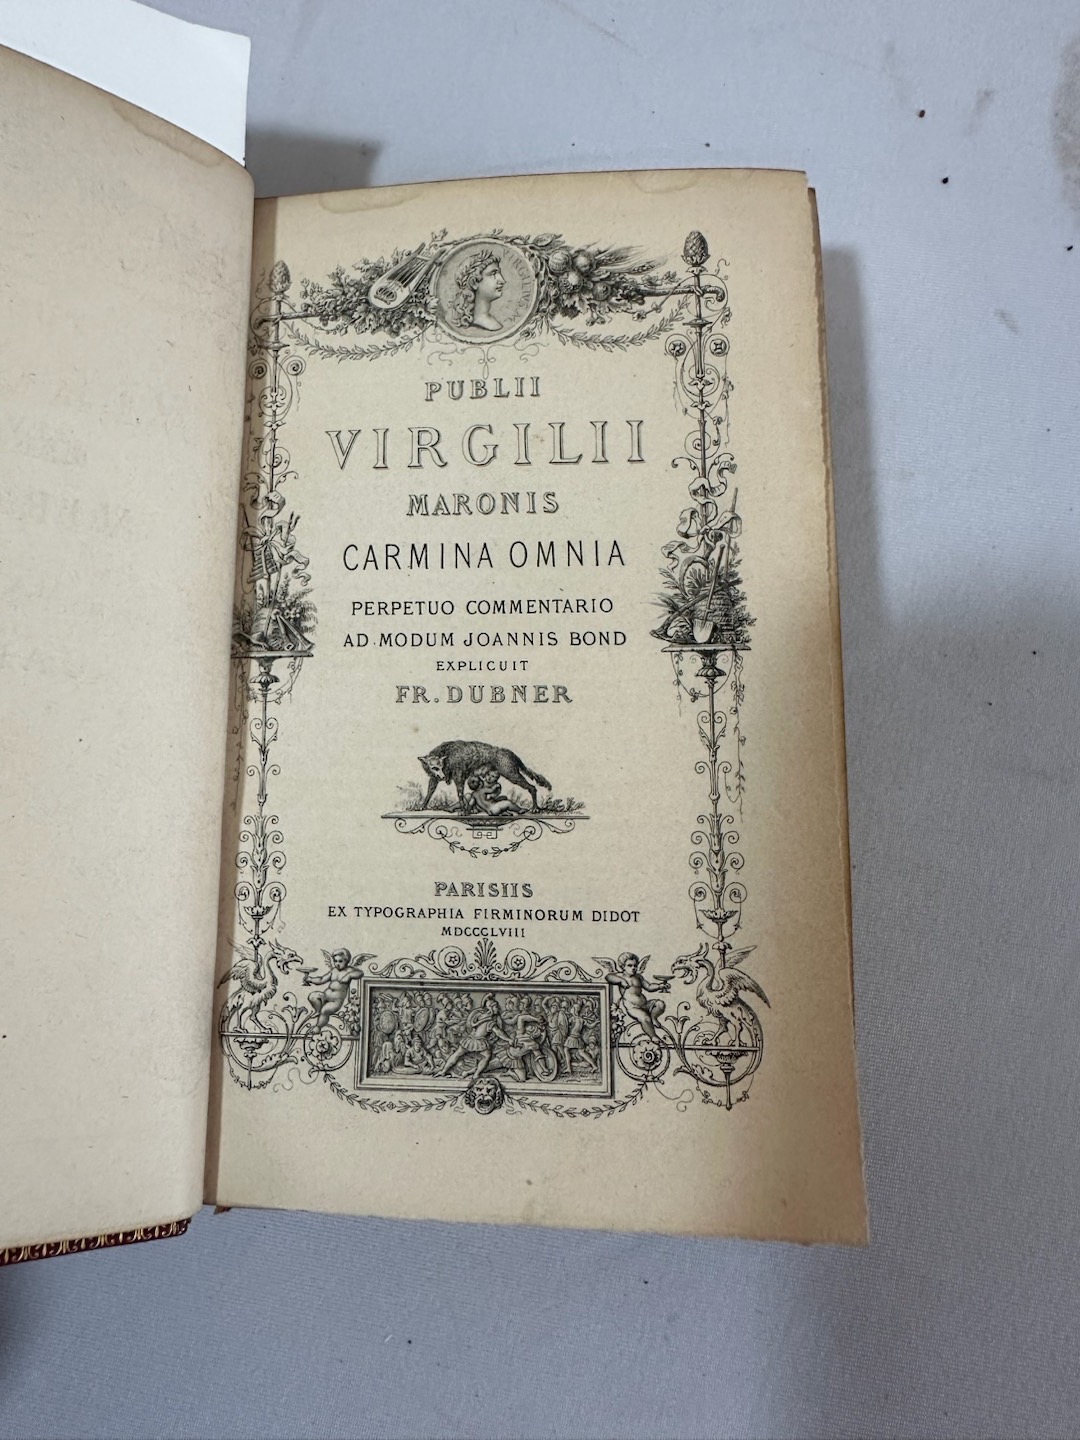 PUBLII
VIRGILII
MARONIS
CARMINA OMNIA
PERPETUO COMMENTARIO
AD MODUM JOANNIS BOND
EXPLICUIT
FR. DUBNER
PARISIIS
EX TYPOGRAPHIA FIRMINORUM DIDOT
MDCCCLVIII